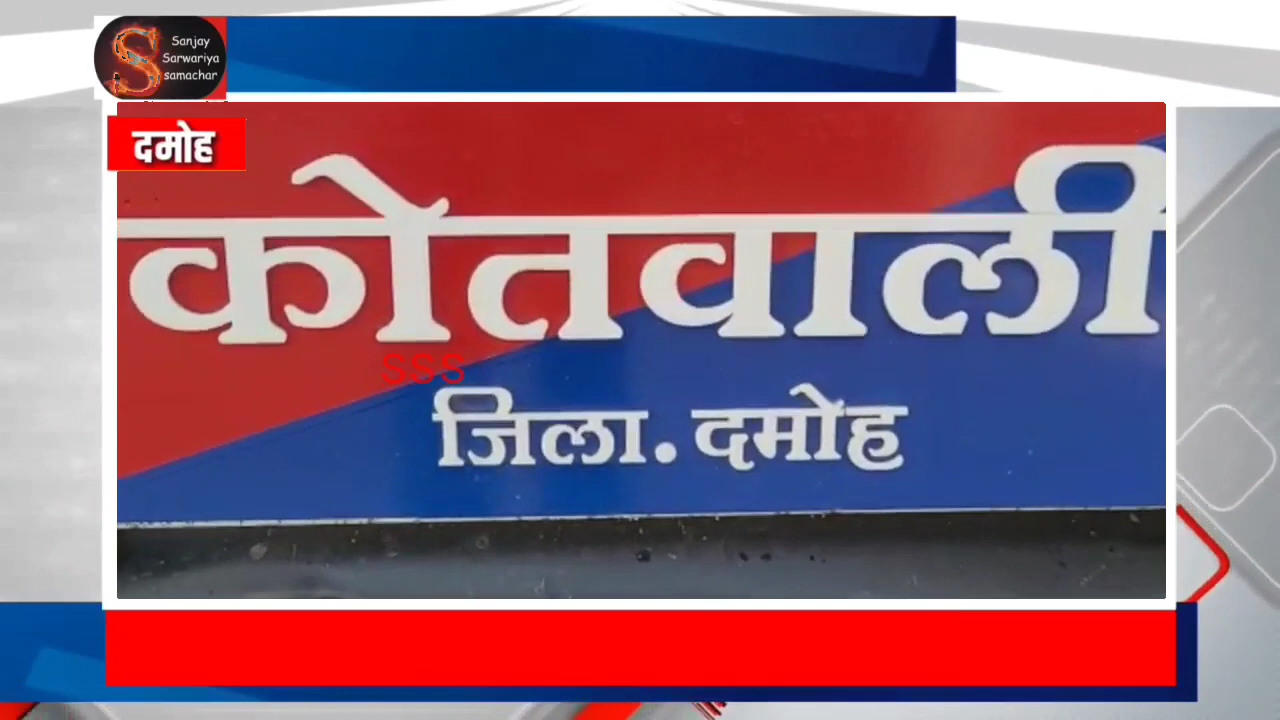 Sanjay
Sarwariya
samachar
दमोह
कोतवाली
SSS
जिला. दमोह